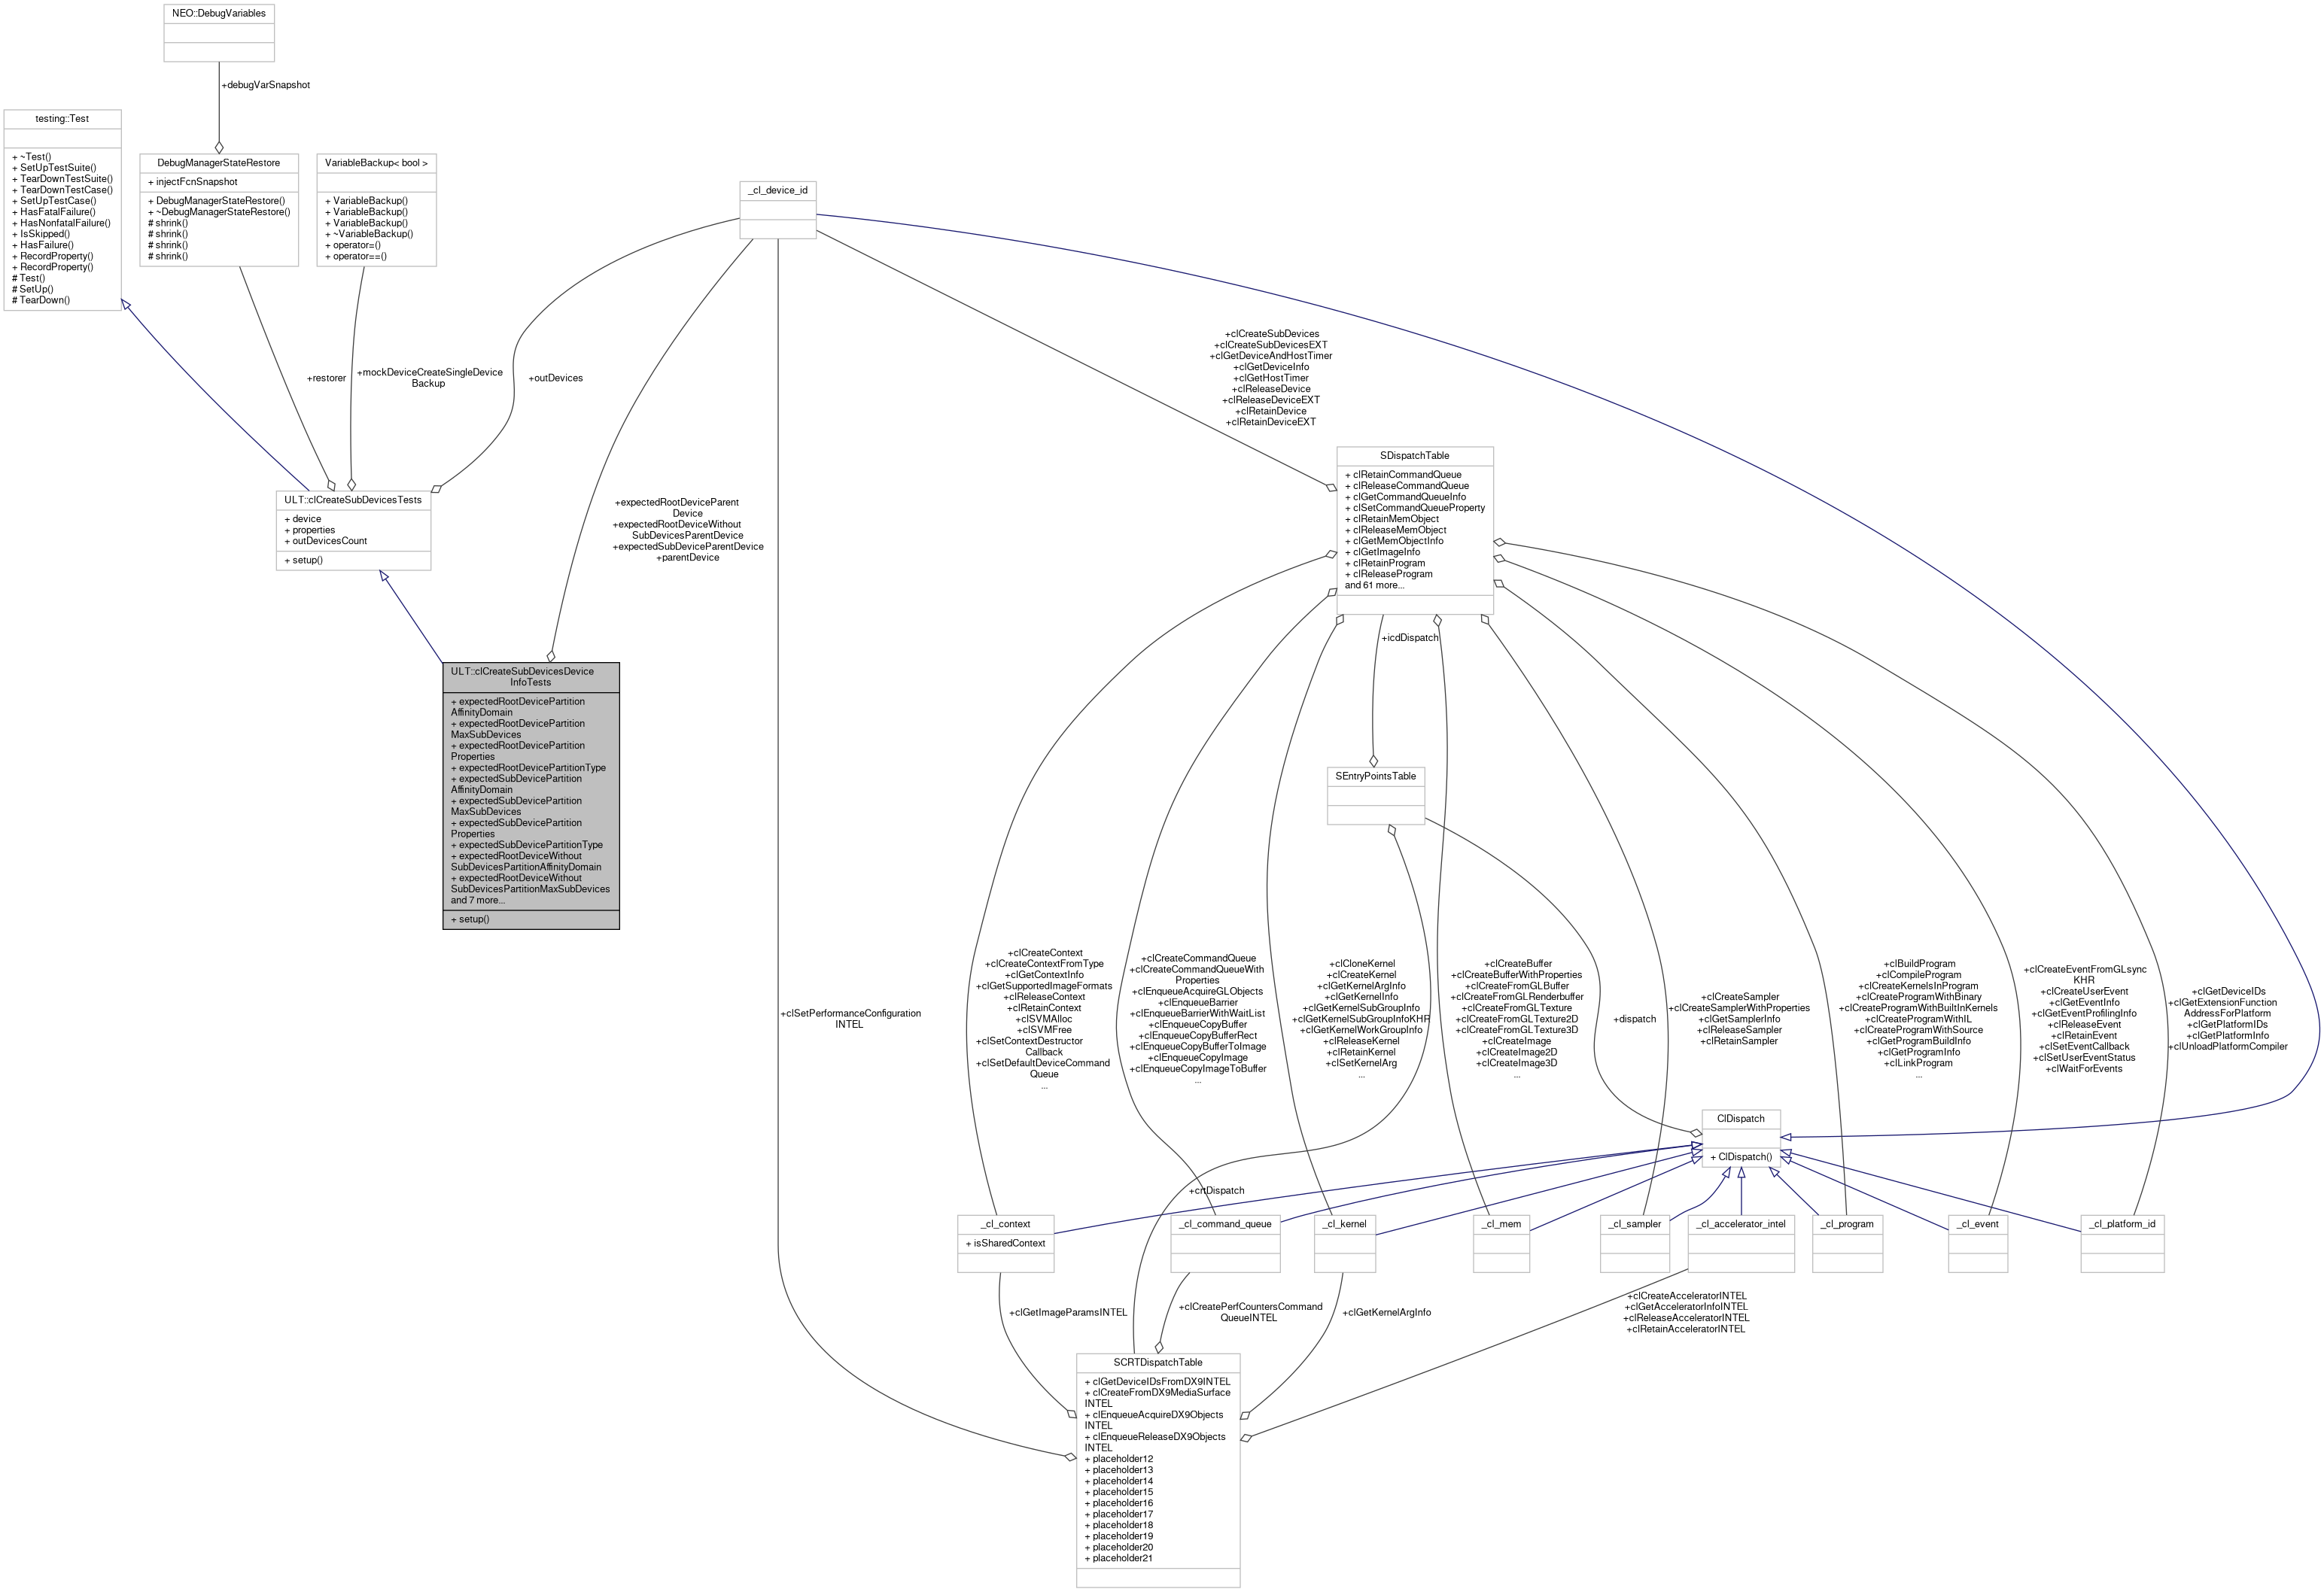 NEO::DebugVariables
+debugVarSnapshot
testing::Test
+ ~Test()
+ SetUpTestSuite()
+ TearDownTestSuite()
+ TearDownTestCase()
+ SetUpTestCase()
+ HasFatalFailure()
+ HasNonfatalFailure()
+ IsSkipped()
+ HasFailure()
+ RecordProperty()
+ RecordProperty()
# Test()
# SetUp()
# TearDown()
DebugManagerStateRestore
+ injectFcnSnapshot
+ DebugManagerStateRestore()
+ ~DebugManagerStateRestore()
# shrink()
# shrink()
# shrink()
# shrink()
VariableBackup< bool >
+ VariableBackup()
+ VariableBackup()
+ VariableBackup()
+ ~VariableBackup()
+ operator=()
+ operator==()
_cl_device_id
+restorer
+mockDeviceCreateSingleDevice
Backup
+outDevices
+clCreateSubDevices
+clCreateSubDevicesEXT
+clGetDeviceAndHostTimer
+clGetDeviceInfo
+clGetHostTimer
+clReleaseDevice
+clReleaseDeviceEXT
+clRetainDevice
+clRetainDeviceEXT
ULT::clCreateSubDevicesTests
+ device
+ properties
+ outDevicesCount
+ setup()
+expectedRootDeviceParent
Device
+expectedRootDeviceWithout
SubDevicesParentDevice
+expectedSubDeviceParentDevice
+parentDevice
SDispatchTable
+ clRetainCommandQueue
+ clReleaseCommandQueue
+ clGetCommandQueueInfo
+ clSetCommandQueueProperty
+ clRetainMemObject
+ clReleaseMemObject
+ clGetMemObjectInfo
+ clGetImageInfo
+ clRetainProgram
+ clReleaseProgram
and 61 more...
+icdDispatch
ULT::clCreateSubDevicesDevice
InfoTests
+ expectedRootDevicePartition
AffinityDomain
+ expectedRootDevicePartition
MaxSubDevices
+ expectedRootDevicePartition
Properties
+ expectedRootDevicePartitionType
+ expectedSubDevicePartition
AffinityDomain
+ expectedSubDevicePartition
MaxSubDevices
+ expectedSubDevicePartition
Properties
+ expectedSubDevicePartitionType
+ expectedRootDeviceWithout
SubDevicesPartitionAffinityDomain
+ expectedRootDeviceWithout
SubDevicesPartitionMaxSubDevices
and 7 more...
+ setup()
SEntryPointsTable
+clSetPerformanceConfiguration
INTEL
+clCreateContext
+clCreateContextFromType
+clGetContextInfo
+clGetSupportedImageFormats
+clReleaseContext
+clRetainContext
+clSVMAlloc
+clSVMFree
+clSetContextDestructor
Callback
+clSetDefaultDeviceCommand
Queue
...
+clCreateCommandQueue
+clCreateCommandQueueWith
Properties
+clEnqueueAcquireGLObjects
+clEnqueueBarrier
+clEnqueueBarrierWithWaitList
+clEnqueueCopyBuffer
+clEnqueueCopyBufferRect
+clEnqueueCopyBufferToImage
+clEnqueueCopyImage
+clEnqueueCopyImageToBuffer
...
+clCloneKernel
+clCreateKernel
+clGetKernelArgInfo
+clGetKernelInfo
+clGetKernelSubGroupInfo
+clGetKernelSubGroupInfoKHR
+clGetKernelWorkGroupInfo
+clReleaseKernel
+clRetainKernel
+clSetKernelArg
...
+clCreateBuffer
+clCreateBufferWithProperties
+clCreateFromGLBuffer
+clCreateFromGLRenderbuffer
+clCreateFromGLTexture
+clCreateFromGLTexture2D
+clCreateFromGLTexture3D
+clCreateImage
+clCreateImage2D
+clCreateImage3D
...
+dispatch
+clCreateSampler
+clCreateSamplerWithProperties
+clGetSamplerInfo
+clReleaseSampler
+clRetainSampler
+clBuildProgram
+clCompileProgram
+clCreateKernelsInProgram
+clCreateProgramWithBinary
+clCreateProgramWithBuiltInKernels
+clCreateProgramWithIL
+clCreateProgramWithSource
+clGetProgramBuildInfo
+clGetProgramInfo
+clLinkProgram
...
+clCreateEventFromGLsync
KHR
+clCreateUserEvent
+clGetEventInfo
+clGetEventProfilingInfo
+clReleaseEvent
+clRetainEvent
+clSetEventCallback
+clSetUserEventStatus
+clWaitForEvents
+clGetDeviceIDs
+clGetExtensionFunction
AddressForPlatform
+clGetPlatformIDs
+clGetPlatformInfo
+clUnloadPlatformCompiler
ClDispatch
+ ClDispatch()
+crtDispatch
_cl_context
+ isSharedContext
_cl_command_queue
_cl_kernel
_cl_mem
_cl_sampler
_cl_accelerator_intel
_cl_program
_cl_event
_cl_platform_id
+clGetImageParamsINTEL
+clCreatePerfCountersCommand
QueueINTEL
+clGetKernelArgInfo
+clCreateAcceleratorINTEL
+clGetAcceleratorInfoINTEL
+clReleaseAcceleratorINTEL
+clRetainAcceleratorINTEL
SCRTDispatchTable
+ clGetDeviceIDsFromDX9INTEL
+ clCreateFromDX9MediaSurface
INTEL
+ clEnqueueAcquireDX9Objects
INTEL
+ clEnqueueReleaseDX9Objects
INTEL
+ placeholder12
+ placeholder13
+ placeholder14
+ placeholder15
+ placeholder16
+ placeholder17
+ placeholder18
+ placeholder19
+ placeholder20
+ placeholder21